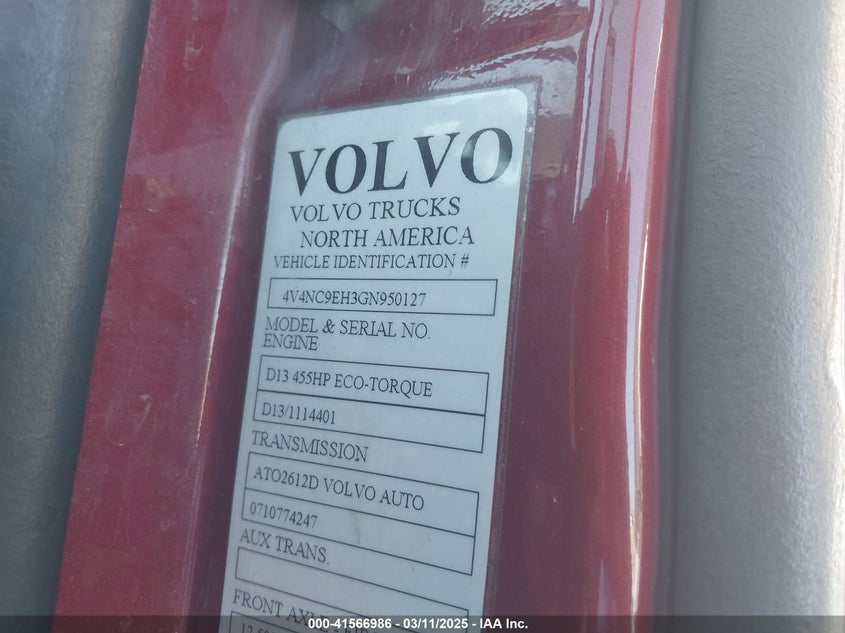 VOLVO
VOLVO TRUCKS
NORTH AMERICA
VEHICLE IDENTIFICATION #
4V4NC9EH3GN950127
MODEL & SERIAL NO.
ENGINE
D13 455HP ECO-TORQUE
D13/1114401
TRANSMISSION
ATO2612D VOLVO AUTO
0710774247
AUX TRANS.
FRONT
000-41566986 - 03/11/2025 - IAA Inc.